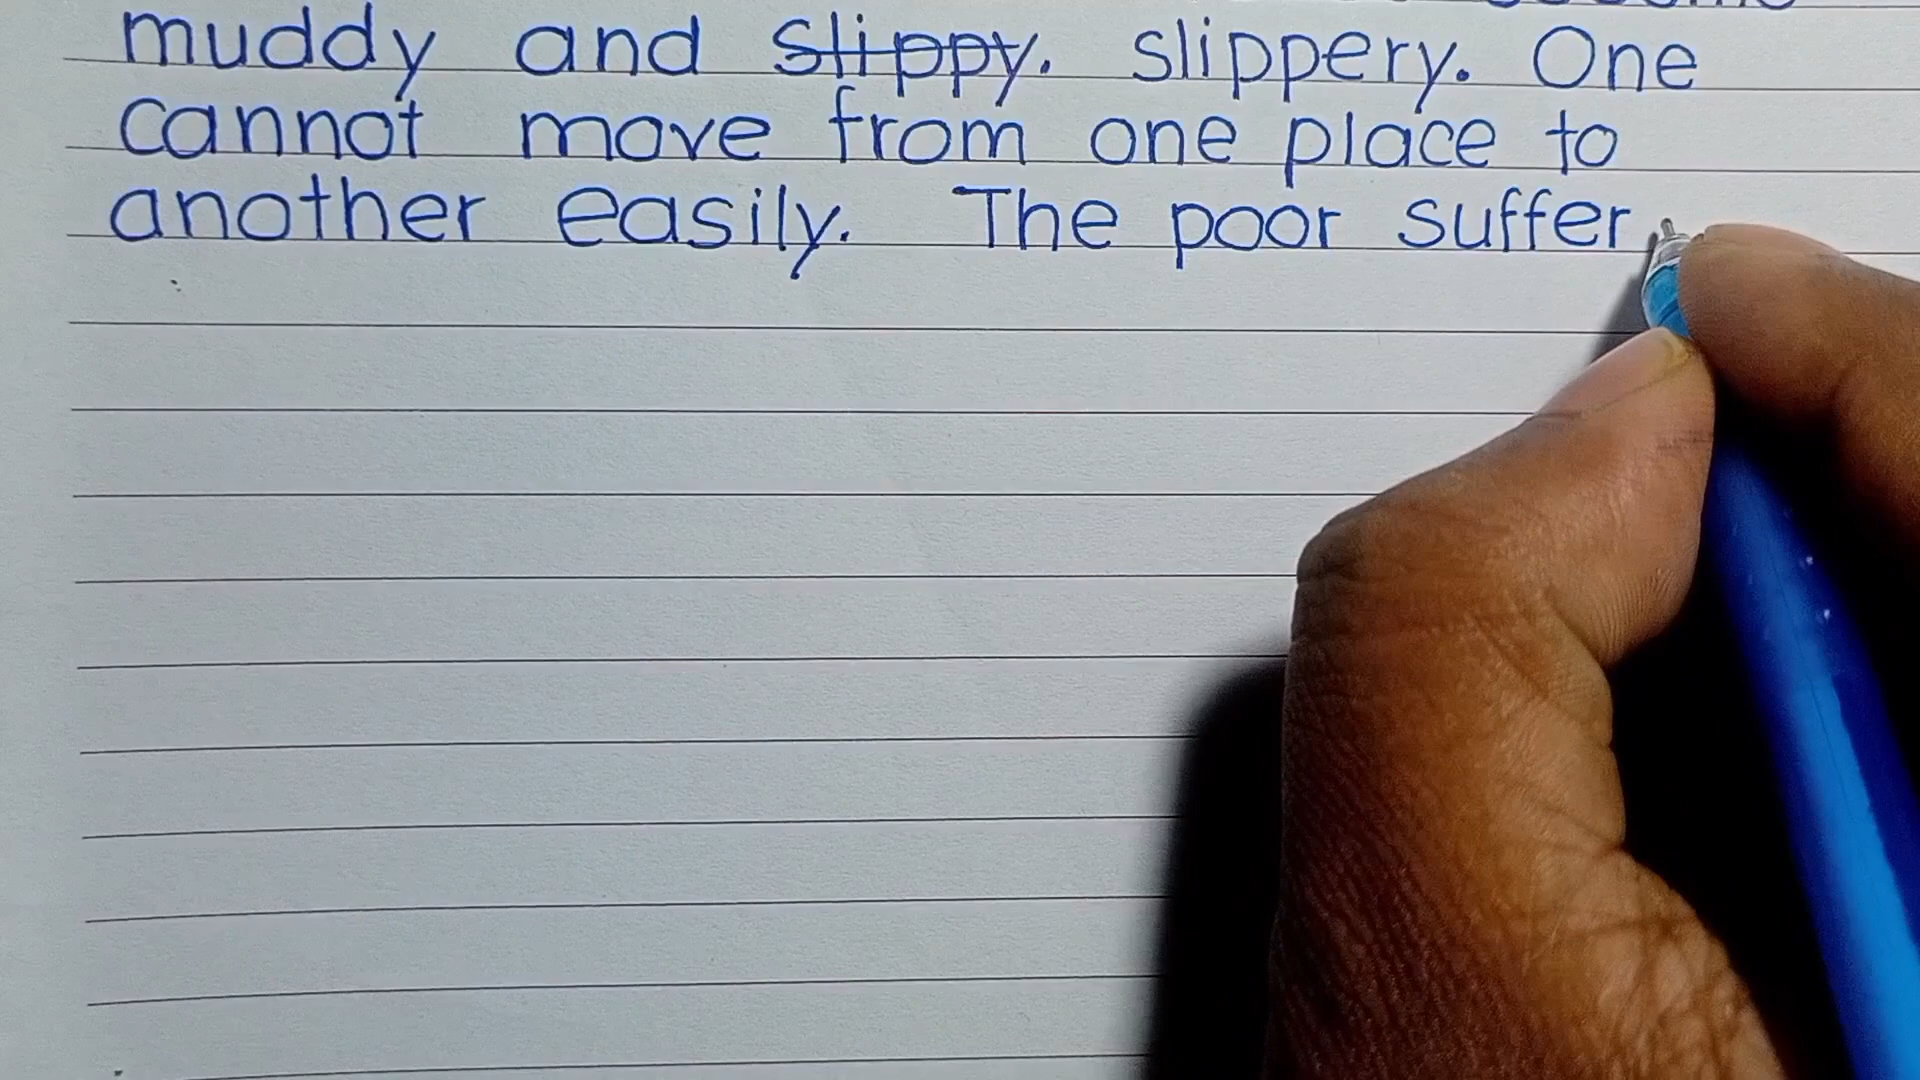 muddy and slippy. slippery. One
cannot move from one place to
another easily. The poor suffer